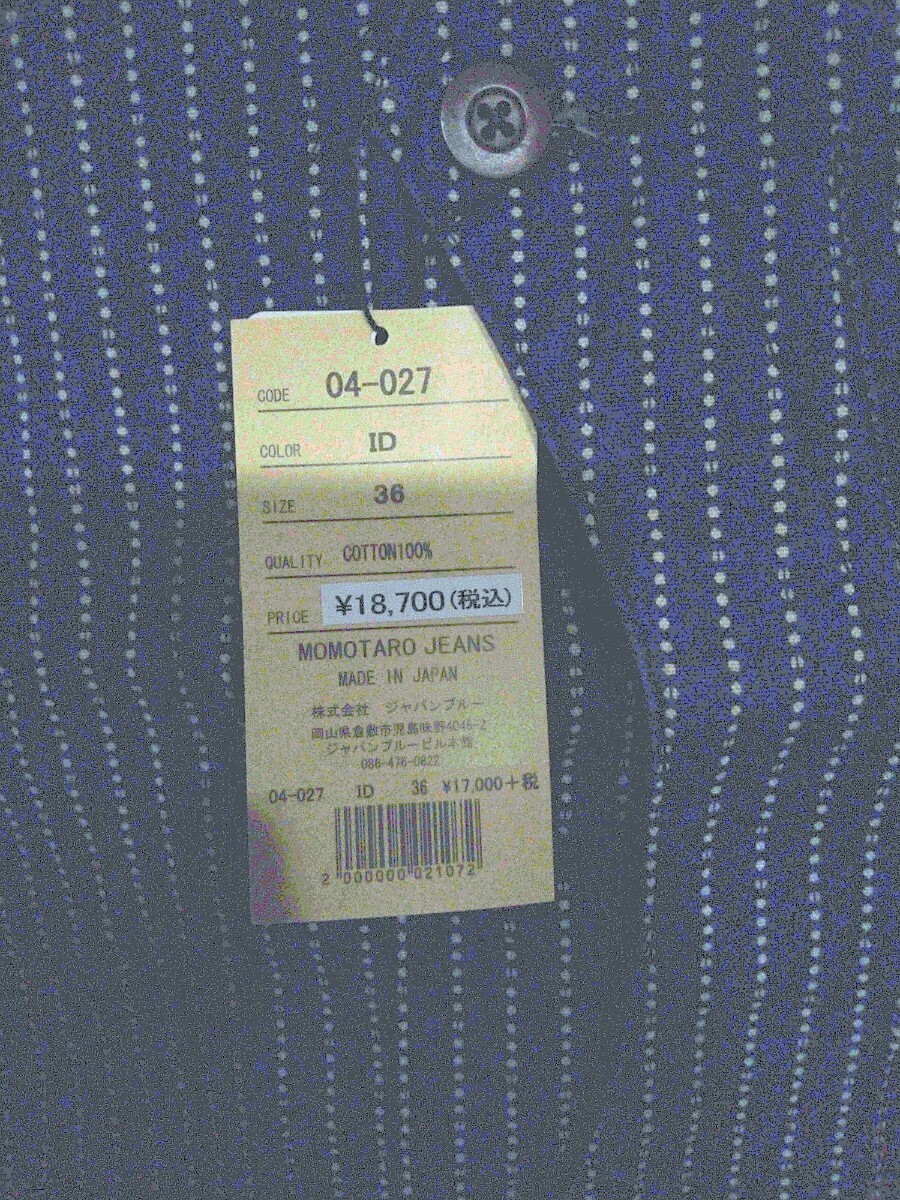 CODE 04-027
COLOR ID
SIZE 36
QUALITY COTTON100%
PRICE ¥18,700(税込)
MOMOTARO JEANS
MADE IN JAPAN
株式会社 ジャパンブルー
岡山県倉敷市児島味野4046-2
ジャパンブルービル本館
086-476-0822
04-027 ID 36 ¥17,000+税
2 000000 021072